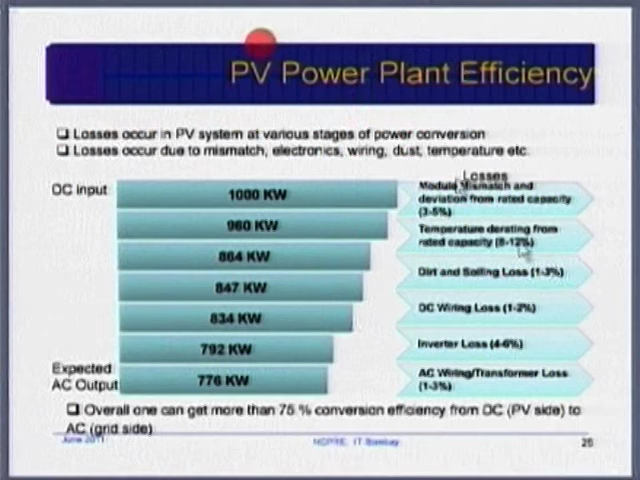 PV Power Plant Efficiency
❑ Losses occur in PV system at various stages of power conversion
❑ Losses occur due to mismatch, electronics, wiring, dust, temperature etc.
DC Input
1000 KW
960 KW
864 KW
847 KW
834 KW
792 KW
776 KW
Expected
AC Output
Losses
Module Mismatch and
deviation from rated capacity
(3-5%)
Temperature derating from
rated capacity (8-12%)
Dirt and Soiling Loss (1-3%)
DC Wiring Loss (1-2%)
Inverter Loss (4-6%)
AC Wiring/Transformer Loss
(1-3%)
❑ Overall one can get more than 75 % conversion efficiency from DC (PV side) to
AC (grid side)
June 2011
NCPRE, IT Bombay
25